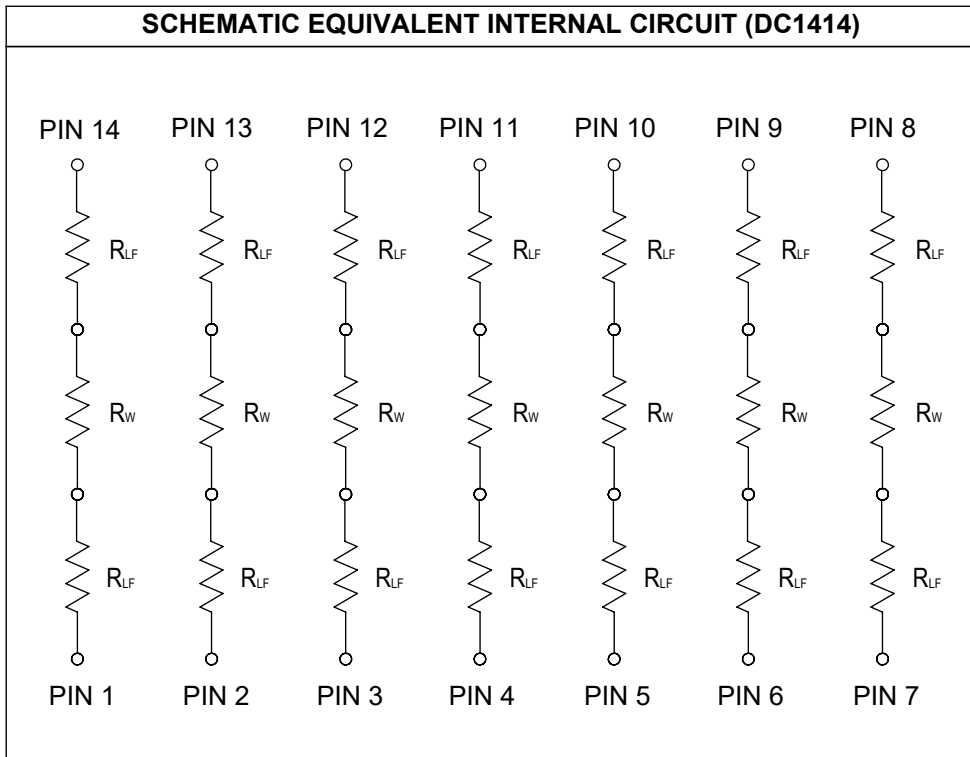 SCHEMATIC EQUIVALENT INTERNAL CIRCUIT (DC1414)
PIN 14 PIN 13 PIN 12 PIN 11 PIN 10 PIN 9 PIN 8
RLF RLF RLF RLF RLF RLF RLF
RW RW RW RW RW RW RW
RLF RLF RLF RLF RLF RLF RLF
PIN 1 PIN 2 PIN 3 PIN 4 PIN 5 PIN 6 PIN 7